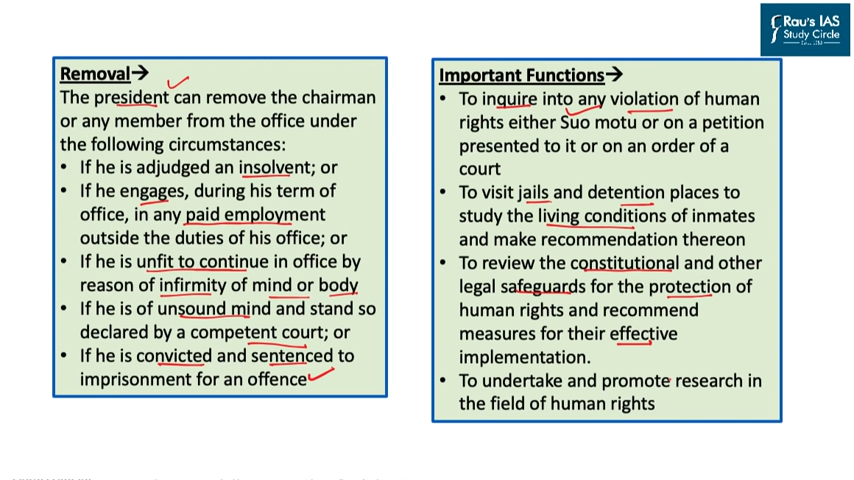 Rau's IAS
Study Circle
Removal→
The president can remove the chairman
or any member from the office under
the following circumstances:
• If he is adjudged an insolvent; or
• If he engages, during his term of
office, in any paid employment
outside the duties of his office; or
• If he is unfit to continue in office by
reason of infirmity of mind or body
• If he is of unsound mind and stand so
declared by a competent court; or
• If he is convicted and sentenced to
imprisonment for an offence
Important Functions→
• To inquire into any violation of human
rights either Suo motu or on a petition
presented to it or on an order of a
court
• To visit jails and detention places to
study the living conditions of inmates
and make recommendation thereon
• To review the constitutional and other
legal safeguards for the protection of
human rights and recommend
measures for their effective
implementation.
• To undertake and promote research in
the field of human rights